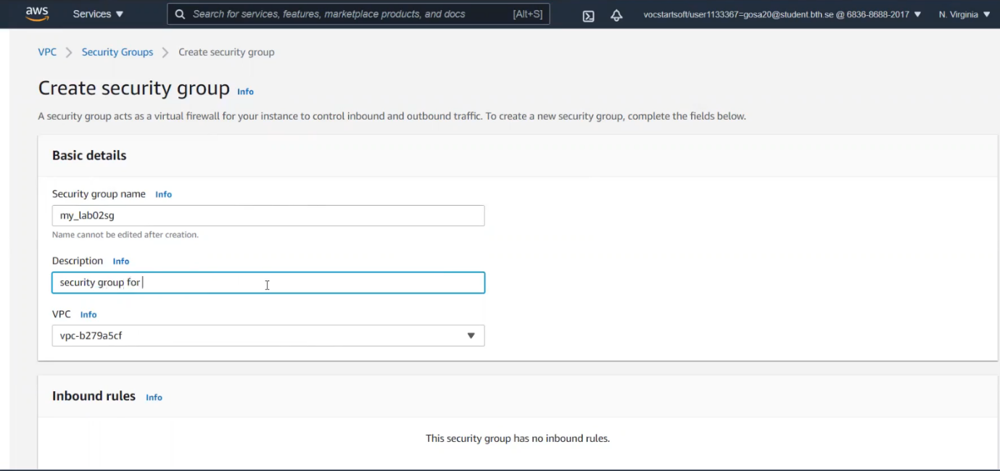 aws Services ▼ Search for services, features, marketplace products, and docs [Alt+S] vocstartsoft/user1133367=gosa20@student.bth.se @ 6836-8688-2017 ▼ N. Virginia ▼
VPC > Security Groups > Create security group
Create security group Info
A security group acts as a virtual firewall for your instance to control inbound and outbound traffic. To create a new security group, complete the fields below.
Basic details
Security group name Info
my_lab02sg
Name cannot be edited after creation.
Description Info
security group for
VPC Info
vpc-b279a5cf
Inbound rules Info
This security group has no inbound rules.